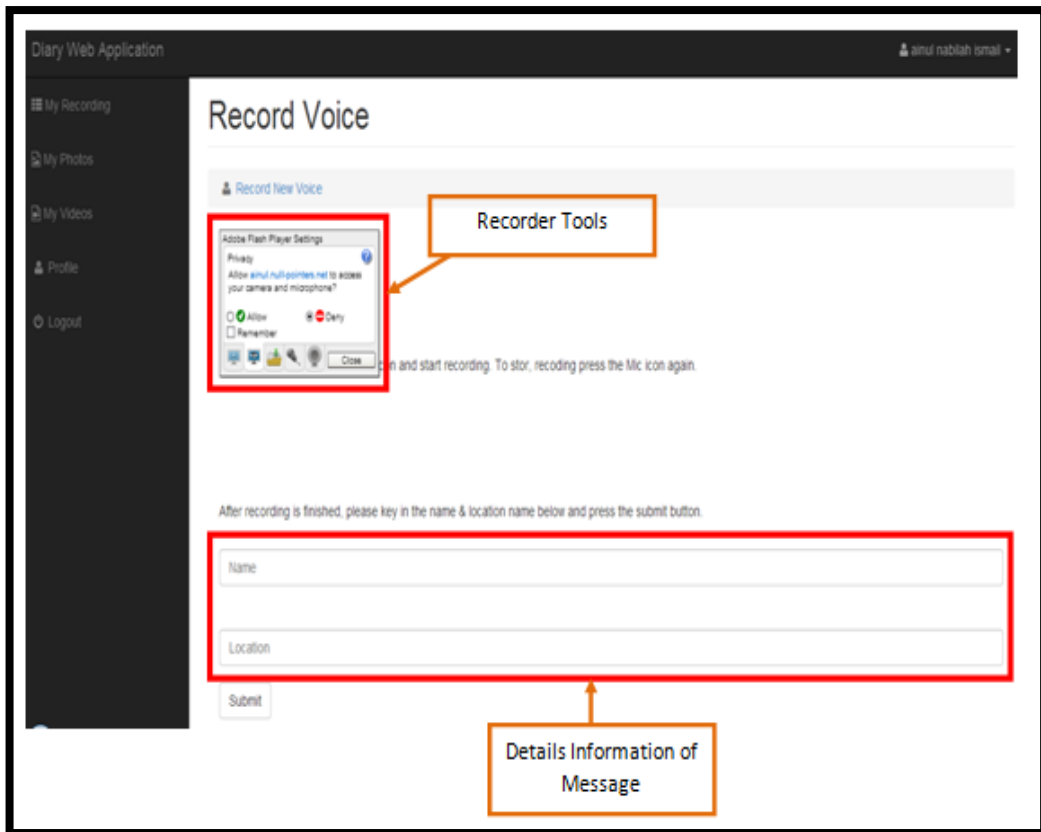 Diary Web Application
ainul nabilah ismail
My Recording
My Photos
My Videos
Profile
Logout
Record Voice
Record New Voice
Recorder Tools
Adobe Flash Player Settings
Privacy
Allow ainul.null-pointers.net to access
your camera and microphone?
Allow Deny
Remember
Close
and start recording. To stor, recoding press the Mic icon again.
After recording is finished, please key in the name & location name below and press the submit button.
Name
Location
Submit
Details Information of
Message